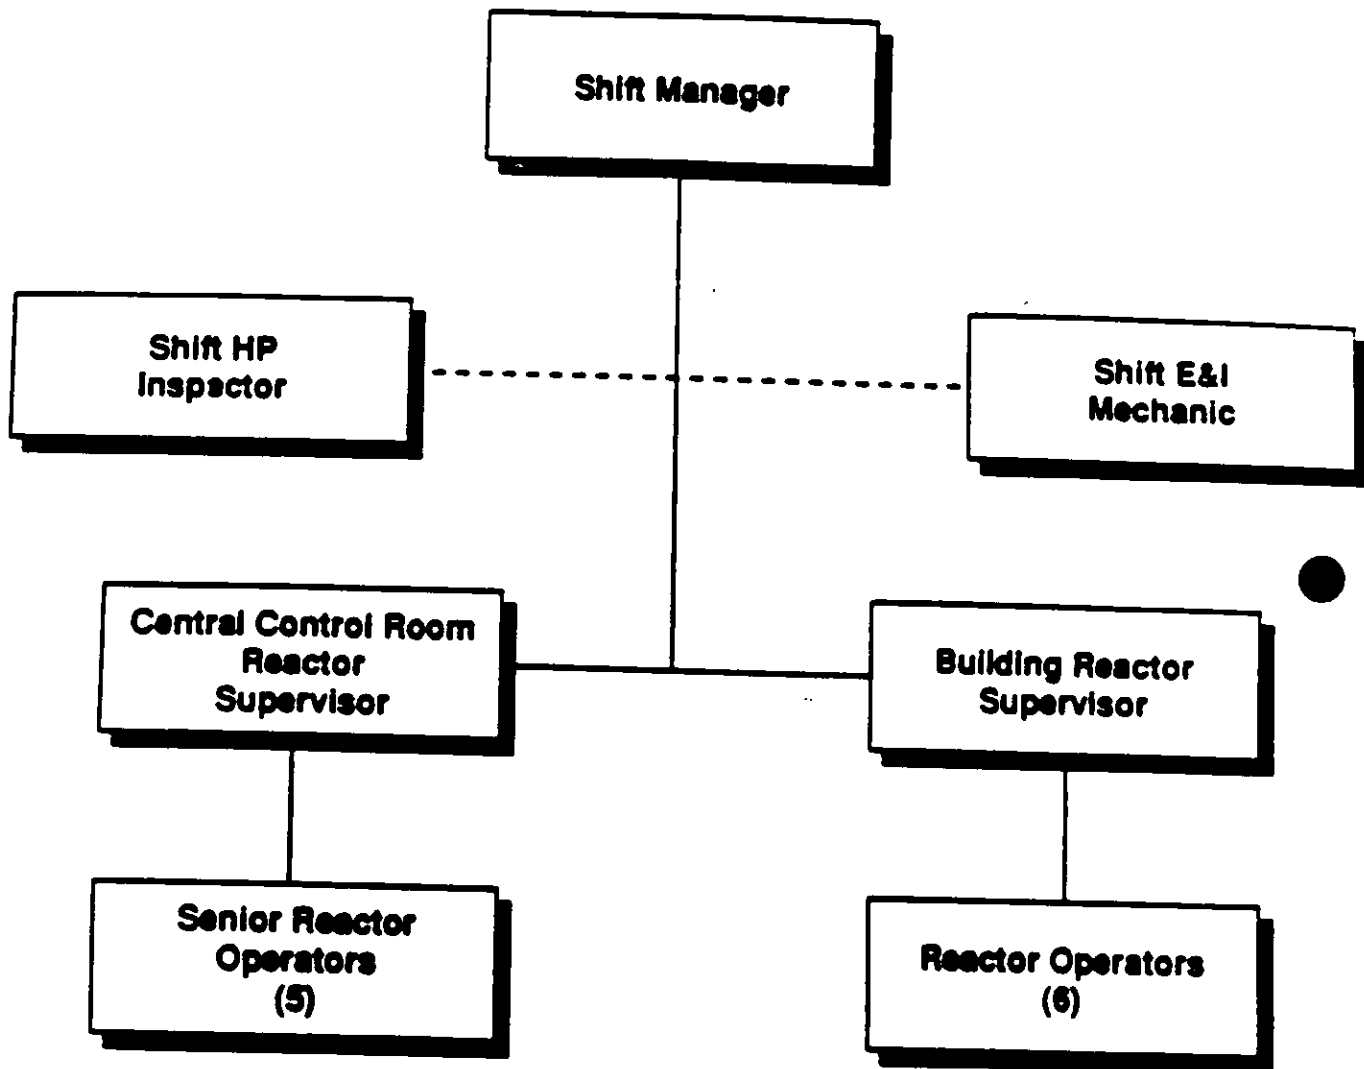 Shift Manager
Shift HP
Inspector
Shift E&I
Mechanic
Central Control Room
Reactor
Supervisor
Building Reactor
Supervisor
Senior Reactor
Operators
(5)
Reactor Operators
(6)